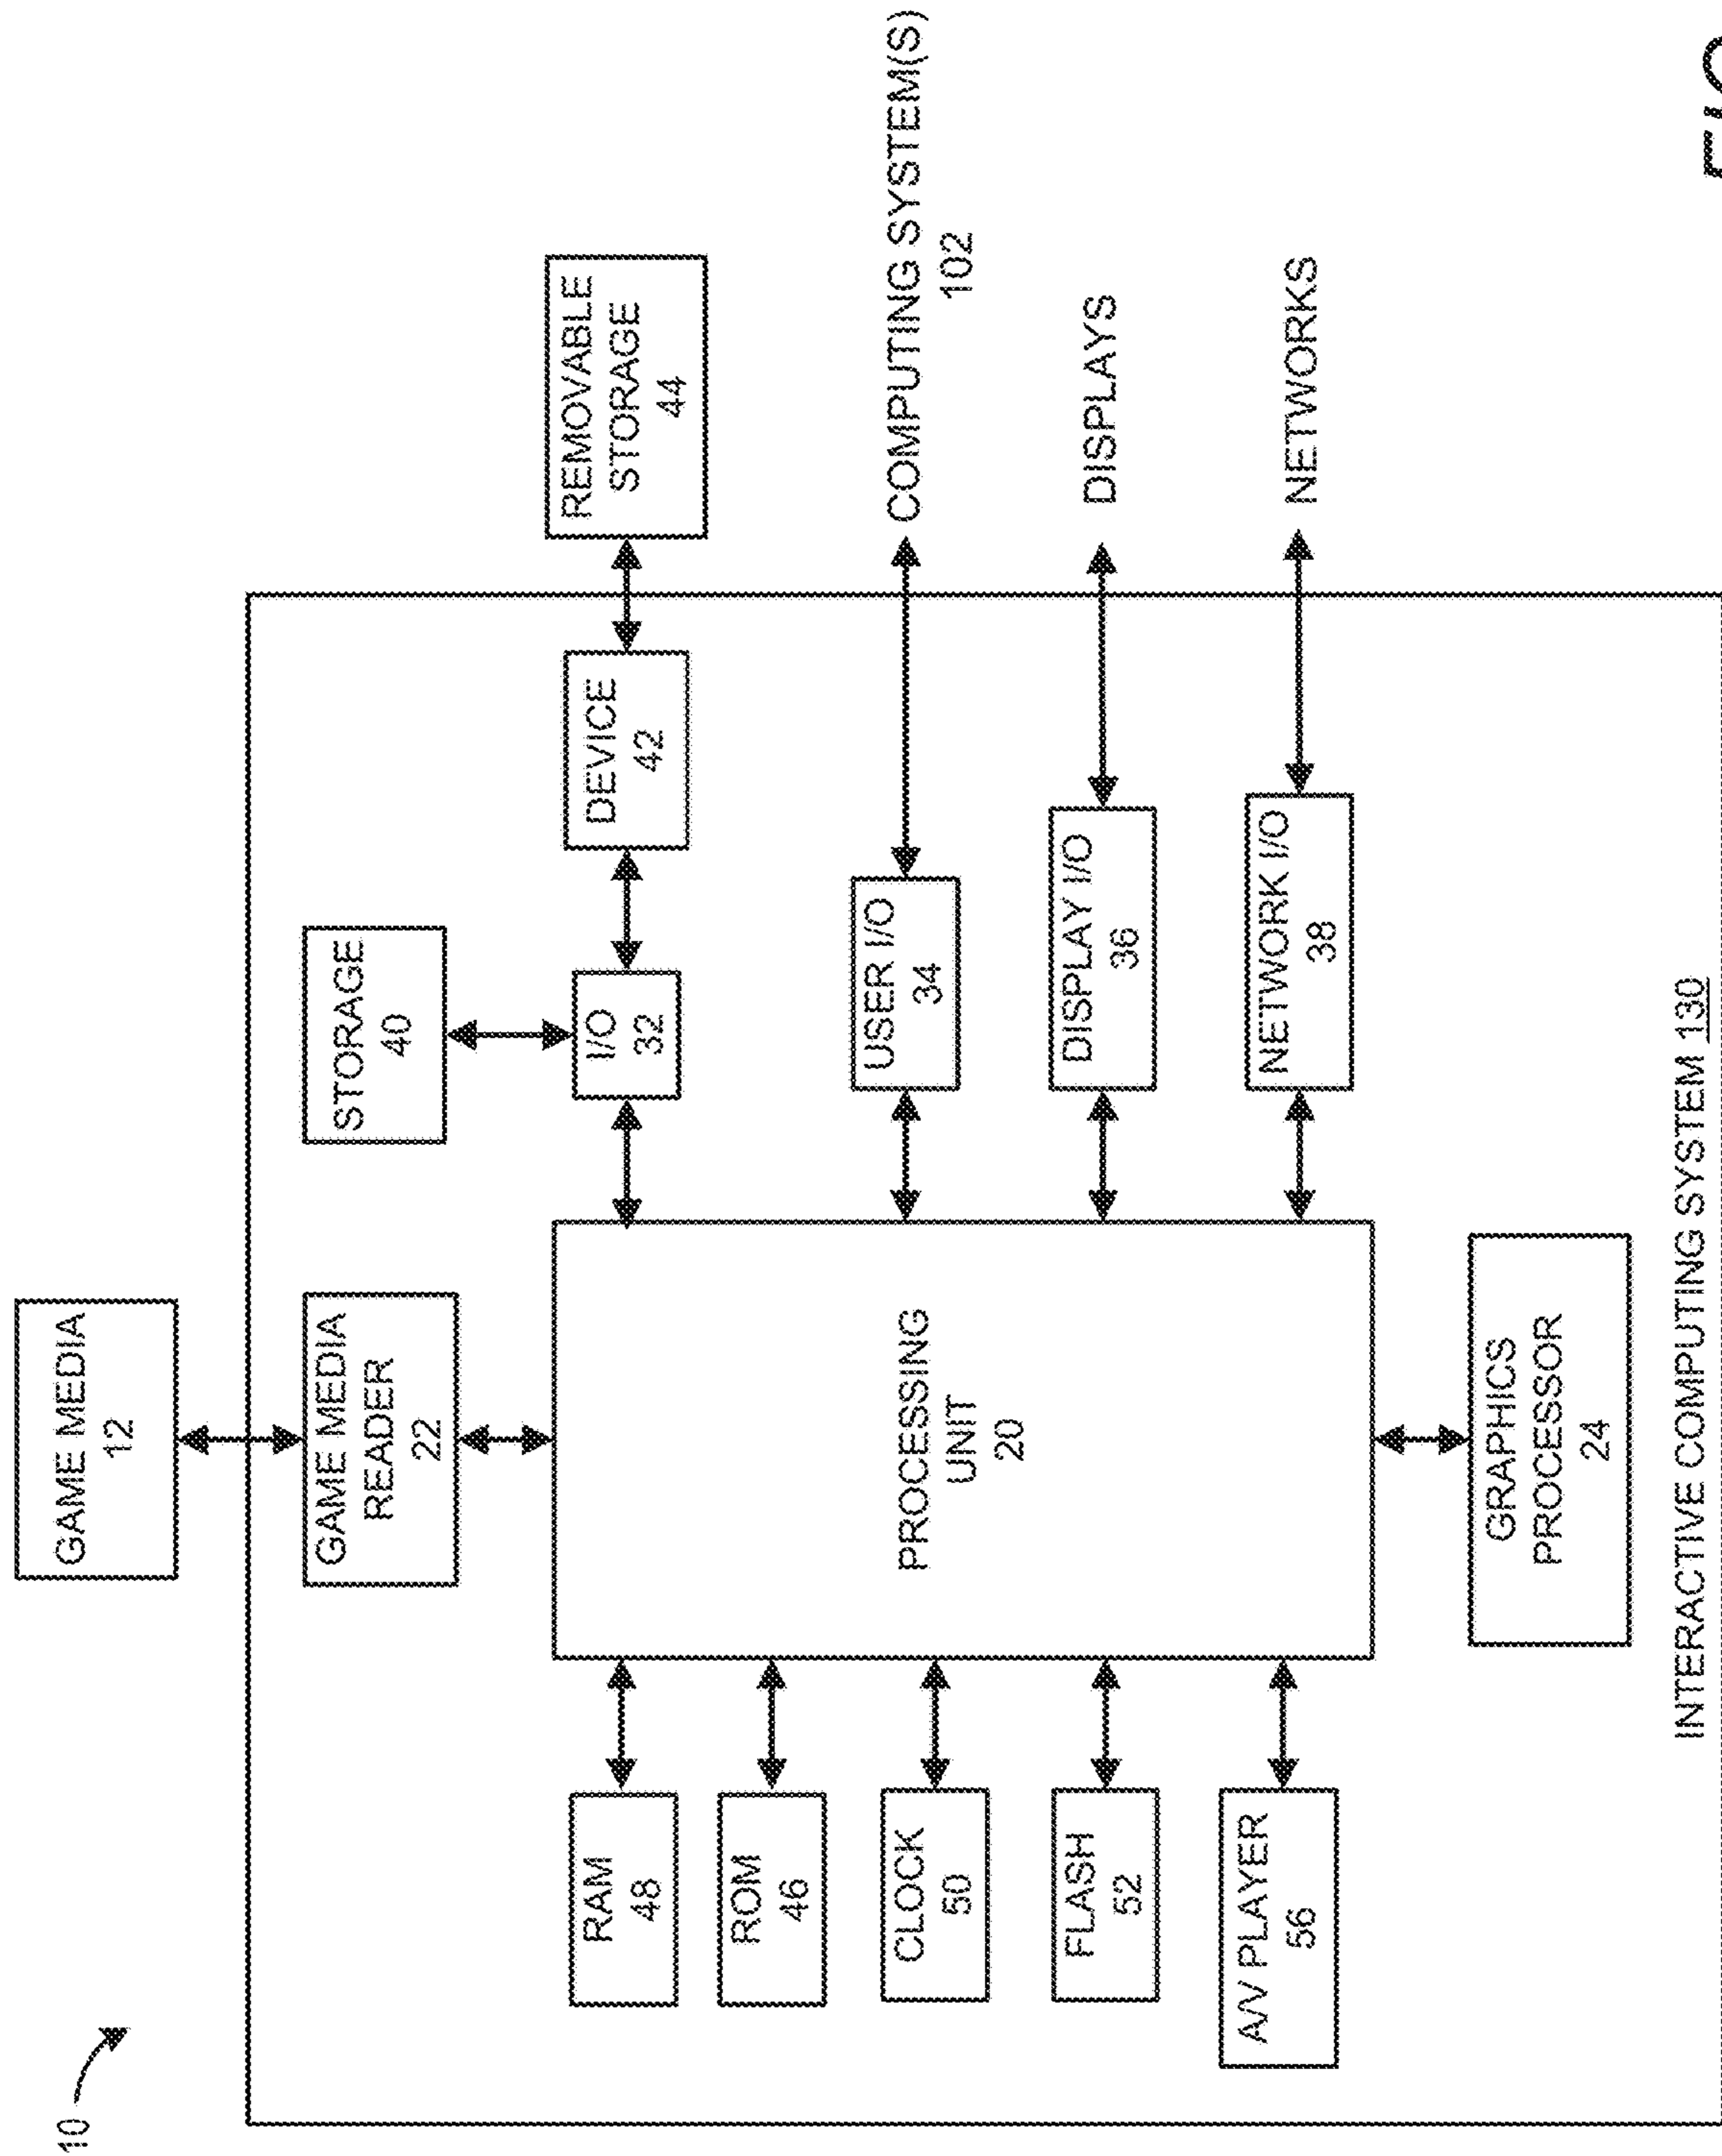 10
GAME MEDIA
12
GAME MEDIA
READER
22
STORAGE
40
RAM
48
ROM
46
CLOCK
50
FLASH
52
A/V PLAYER
56
PROCESSING
UNIT
20
I/O
32
DEVICE
42
REMOVABLE
STORAGE
44
USER I/O
34
COMPUTING SYSTEM(S)
102
DISPLAY I/O
36
DISPLAYS
NETWORK I/O
38
NETWORKS
GRAPHICS
PROCESSOR
24
INTERACTIVE COMPUTING SYSTEM 130